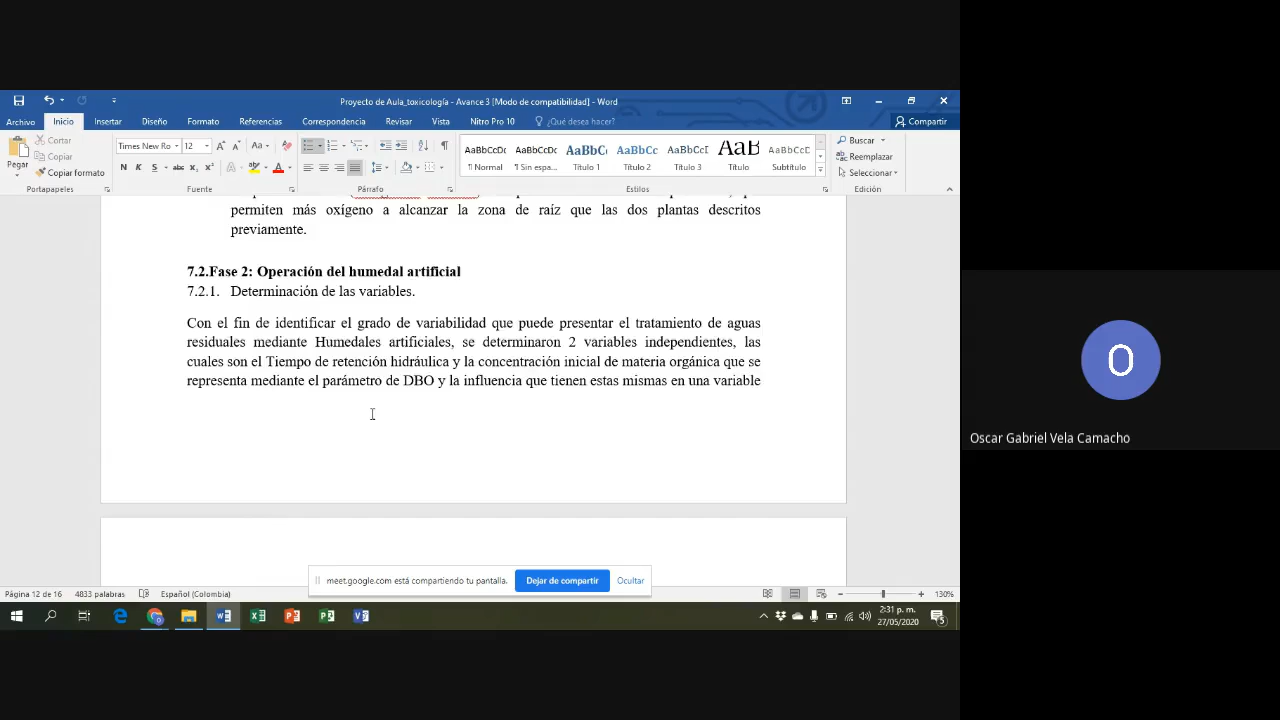 Proyecto de Aula_toxicología - Avance 3 [Modo de compatibilidad] - Word
Archivo Inicio Insertar Diseño Formato Referencias Correspondencia Revisar Vista Nitro Pro 10 ¿Qué desea hacer? Compartir
Pegar
Cortar
Copiar
Copiar formato
Portapapeles
Times New Ro 12
Aa
N K S abc x₂ x²
Fuente
Párrafo
AaBbCcDc AaBbCcDc AaBbC AaBbCc AaBbCcD AaB AaBbCcD
¶ Normal ¶ Sin espa... Título 1 Título 2 Título 3 Título Subtítulo
Estilos
Buscar
Reemplazar
Seleccionar
Edición
permiten más oxígeno a alcanzar la zona de raíz que las dos plantas descritos
previamente.
7.2.Fase 2: Operación del humedal artificial
7.2.1. Determinación de las variables.
Con el fin de identificar el grado de variabilidad que puede presentar el tratamiento de aguas
residuales mediante Humedales artificiales, se determinaron 2 variables independientes, las
cuales son el Tiempo de retención hidráulica y la concentración inicial de materia orgánica que se
representa mediante el parámetro de DBO y la influencia que tienen estas mismas en una variable
meet.google.com está compartiendo tu pantalla. Dejar de compartir Ocultar
Página 12 de 16 4833 palabras Español (Colombia) 130%
2:31 p. m.
27/05/2020
5
O
Oscar Gabriel Vela Camacho